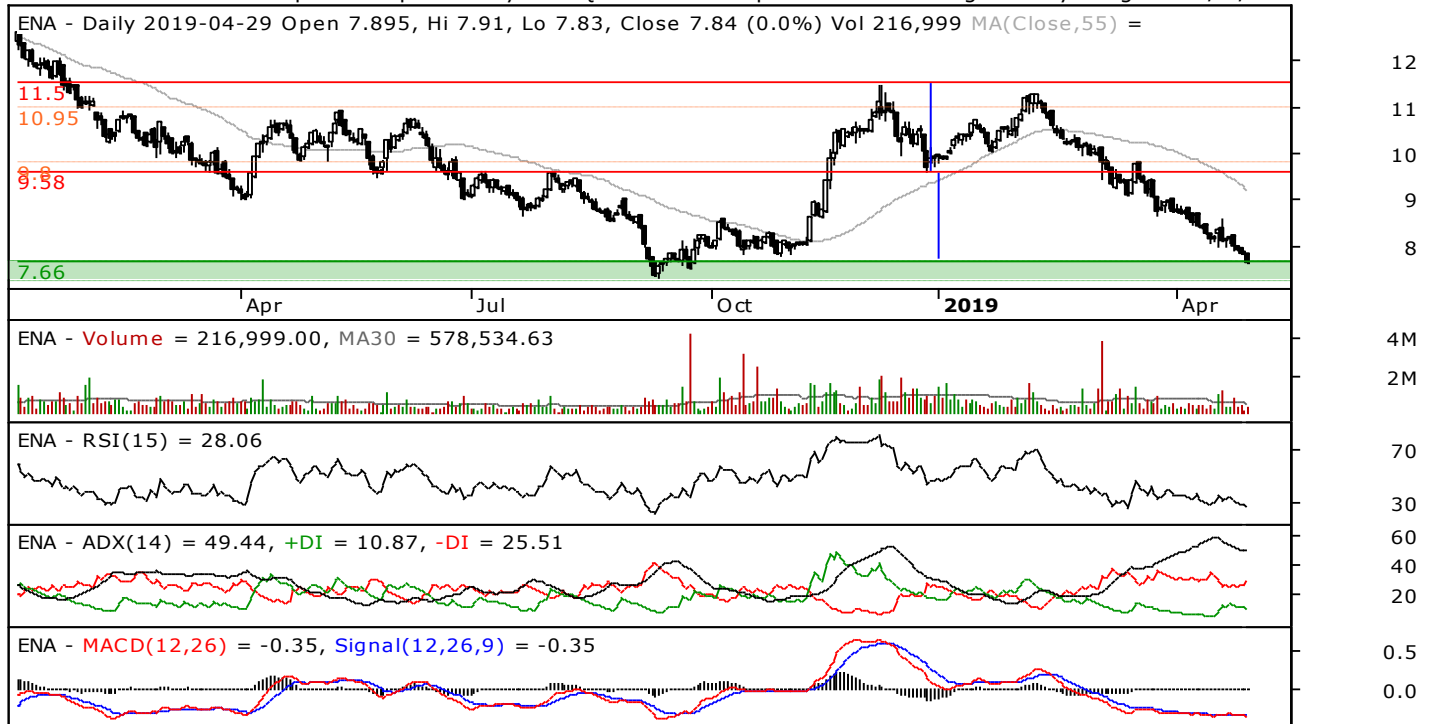 ENA - Daily 2019-04-29 Open 7.895, Hi 7.91, Lo 7.83, Close 7.84 (0.0%) Vol 216,999 MA(Close,55) =
12
11
10
9
8
11.5
10.95
9.8
9.58
7.66
Apr Jul Oct 2019 Apr
ENA - Volume = 216,999.00, MA30 = 578,534.63
4M
2M
ENA - RSI(15) = 28.06
70
30
ENA - ADX(14) = 49.44, +DI = 10.87, -DI = 25.51
60
40
20
ENA - MACD(12,26) = -0.35, Signal(12,26,9) = -0.35
0.5
0.0